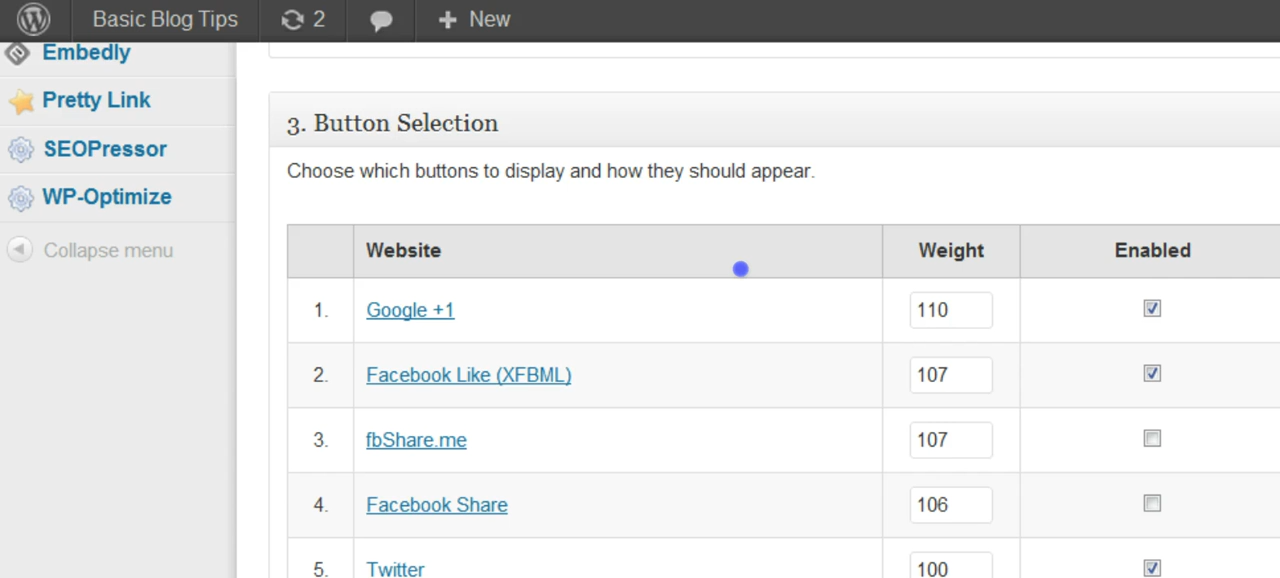 Basic Blog Tips 2 New
Embedly
Pretty Link
SEOPressor
WP-Optimize
Collapse menu
3. Button Selection
Choose which buttons to display and how they should appear.
Website Weight Enabled
1. Google +1 110
2. Facebook Like (XFBML) 107
3. fbShare.me 107
4. Facebook Share 106
5. Twitter 100